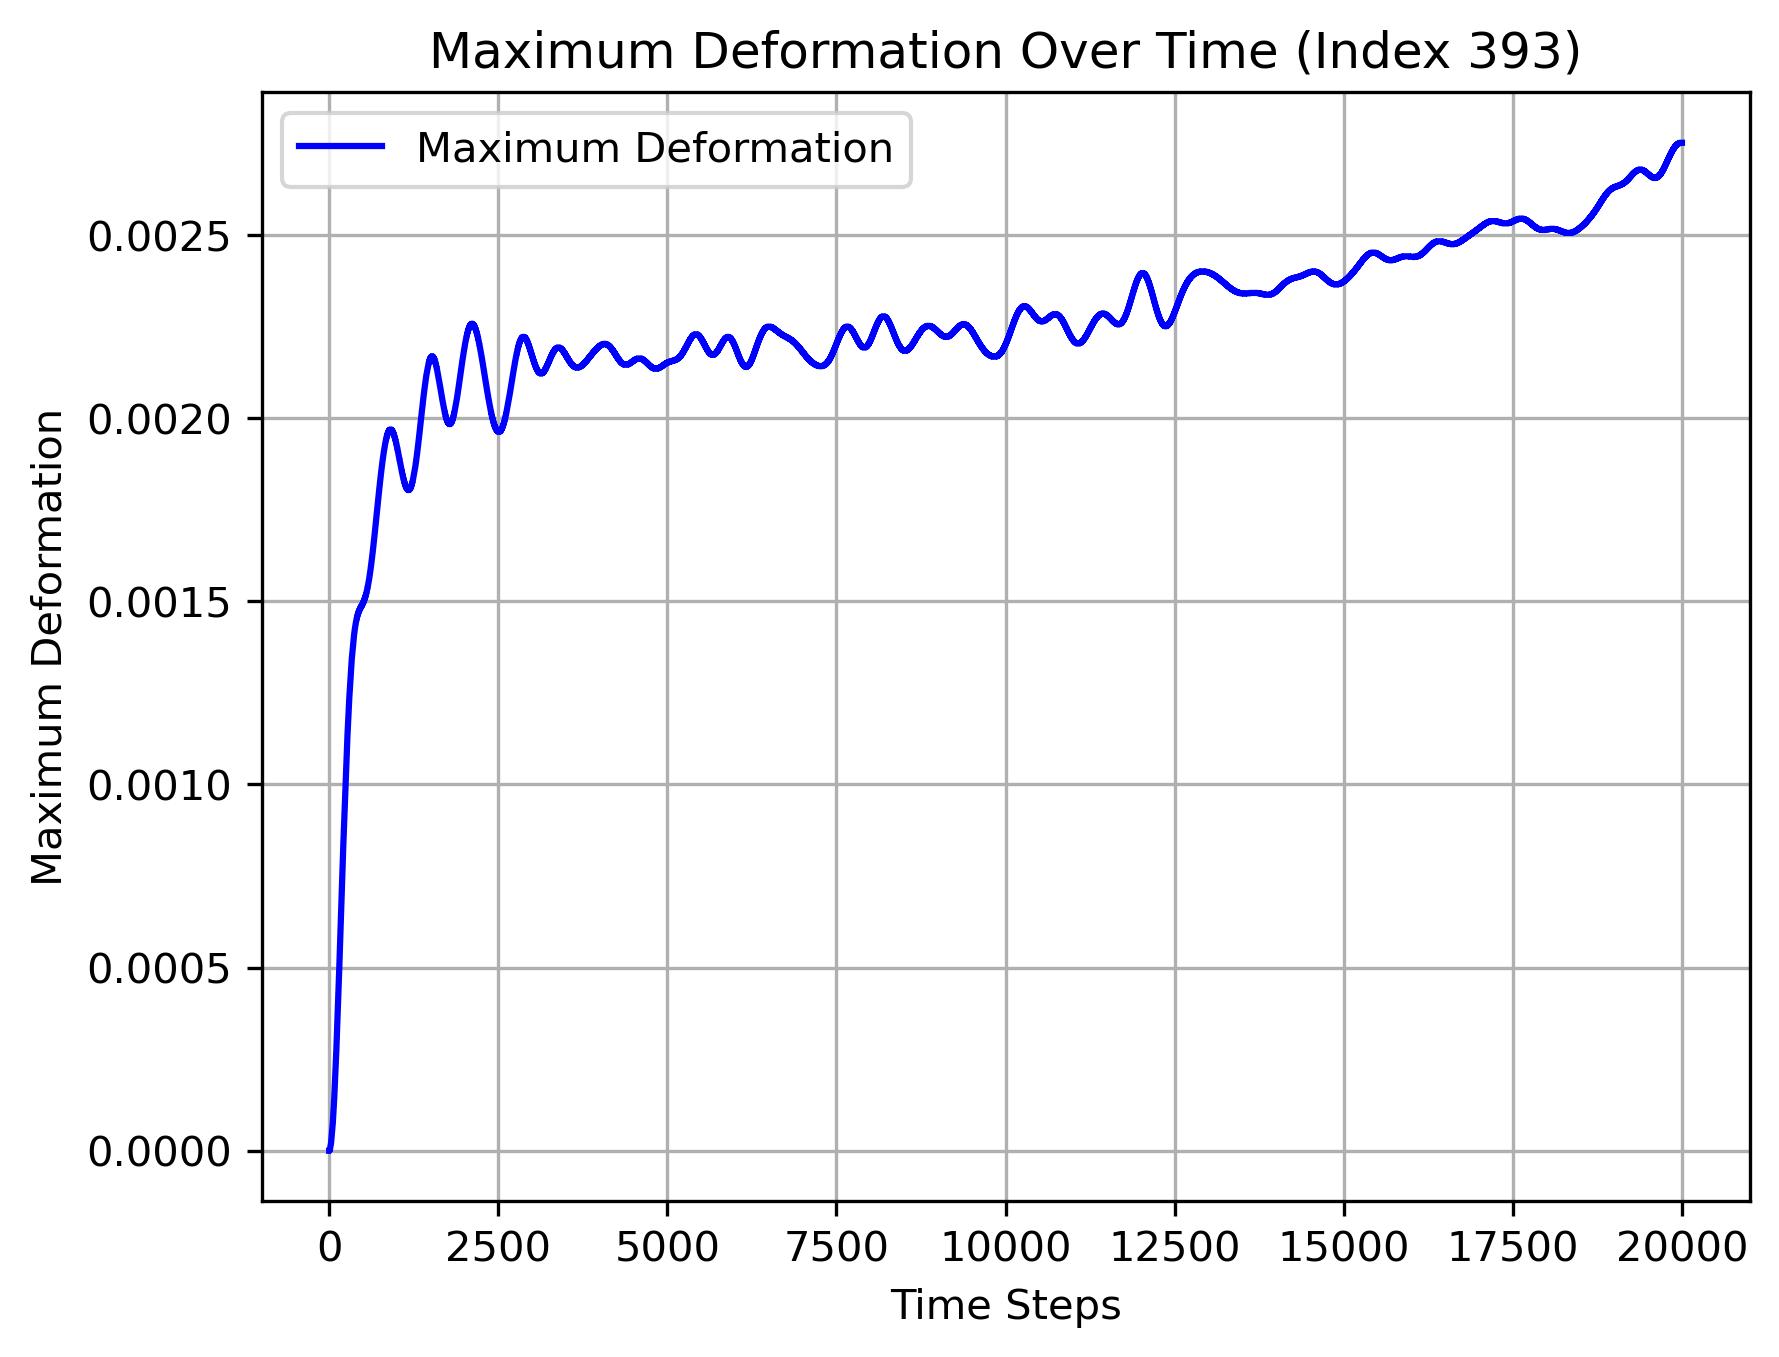 Maximum Deformation Over Time (Index 393)
Maximum Deformation
Maximum Deformation
0.0025
0.0020
0.0015
0.0010
0.0005
0.0000
0 2500 5000 7500 10000 12500 15000 17500 20000
Time Steps